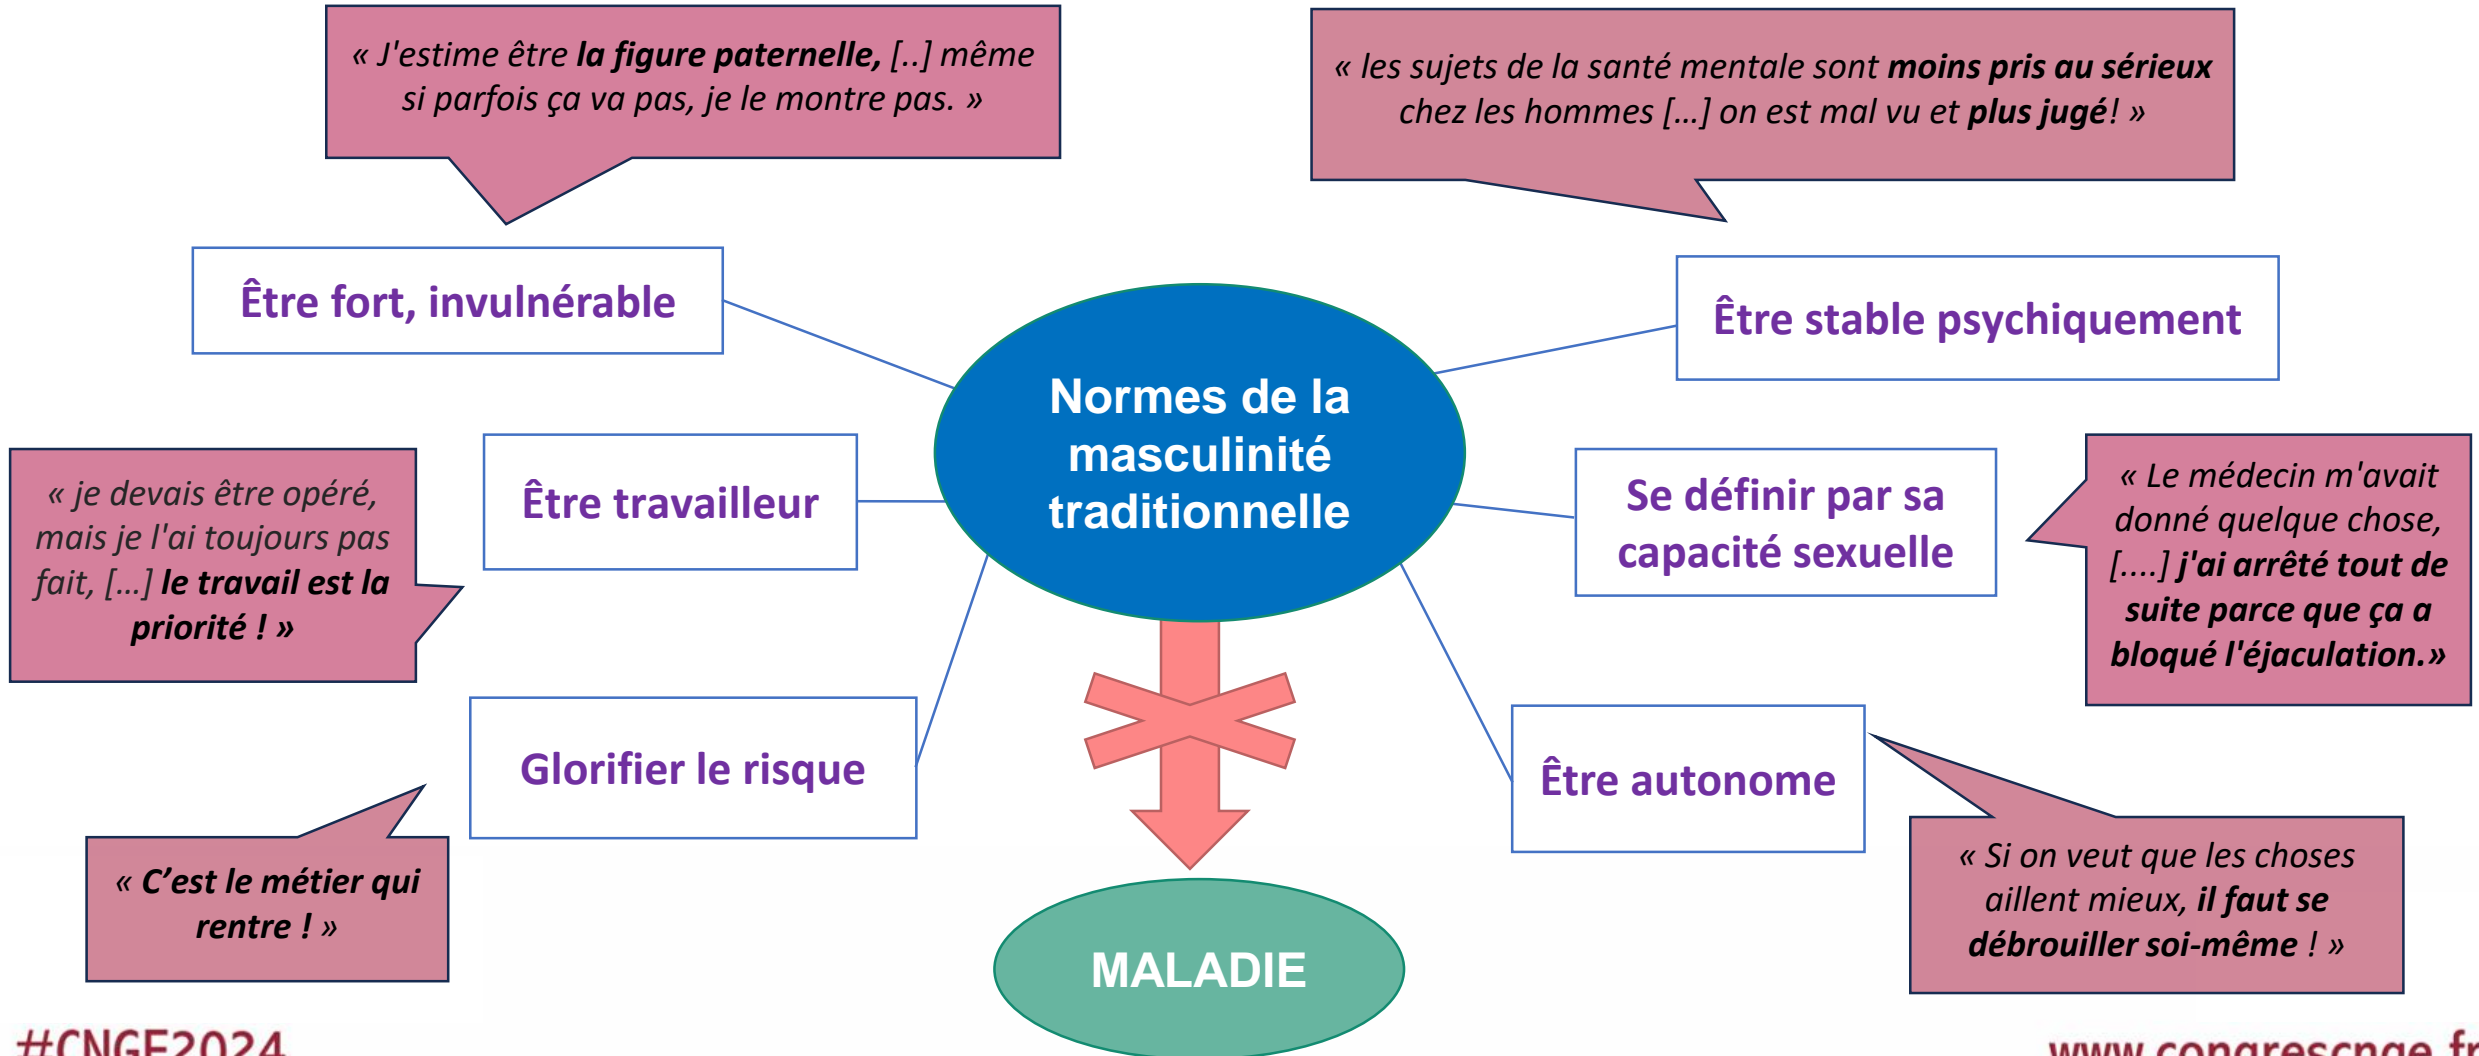 « J'estime être la figure paternelle, [..] même
si parfois ça va pas, je le montre pas. »
« les sujets de la santé mentale sont moins pris au sérieux
chez les hommes […] on est mal vu et plus jugé! »
Être fort, invulnérable
Être stable psychiquement
Normes de la
masculinité
traditionnelle
« je devais être opéré,
mais je l'ai toujours pas
fait, […] le travail est la
priorité ! »
Être travailleur
Se définir par sa
capacité sexuelle
« Le médecin m'avait
donné quelque chose,
[....] j'ai arrêté tout de
suite parce que ça a
bloqué l'éjaculation.»
Glorifier le risque
Être autonome
« C’est le métier qui
rentre ! »
« Si on veut que les choses
aillent mieux, il faut se
débrouiller soi-même ! »
MALADIE
#CNGE2024
www.congrescnge.fr